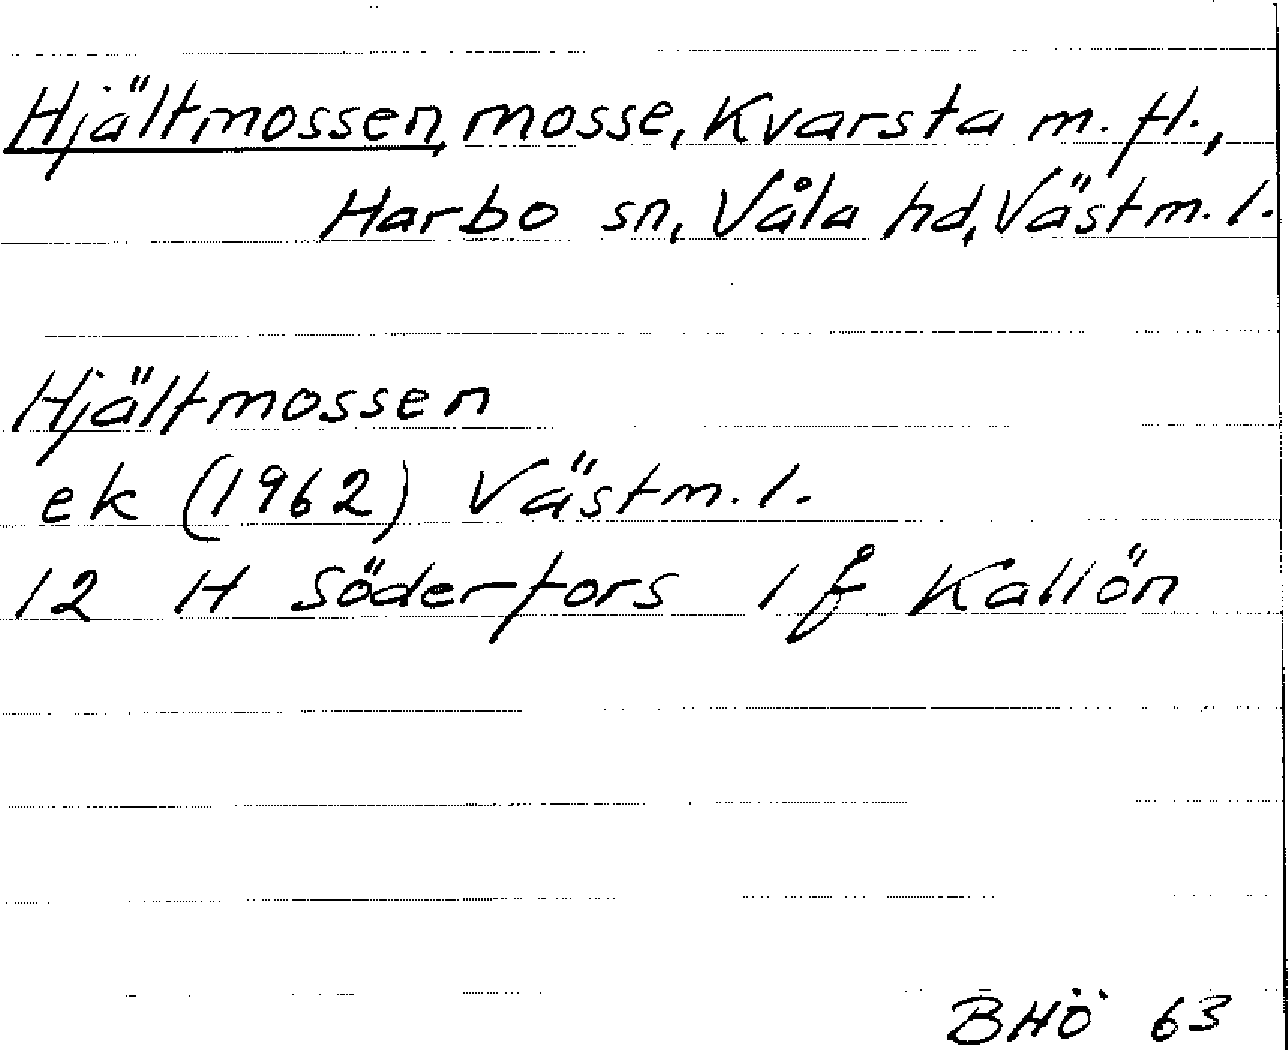 Hjältmossen, mosse, Kvarsta m. fl.,
Harbo sn, Våla hd, Västm. l.
Hjältmossen
ek (1962) Västm. l.
12 H Söderfors 1 f Kallön
BHÖ 63